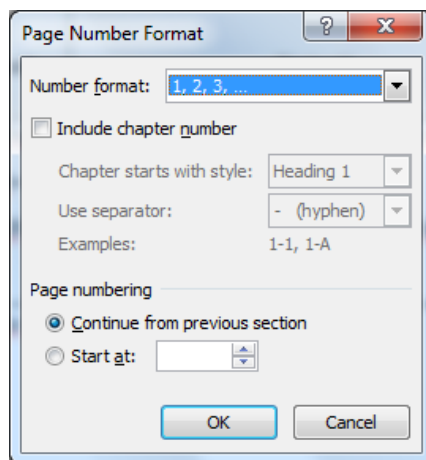 Page Number Format
Number format: 1, 2, 3, ...
Include chapter number
Chapter starts with style: Heading 1
Use separator: - (hyphen)
Examples: 1-1, 1-A
Page numbering
Continue from previous section
Start at:
OK Cancel